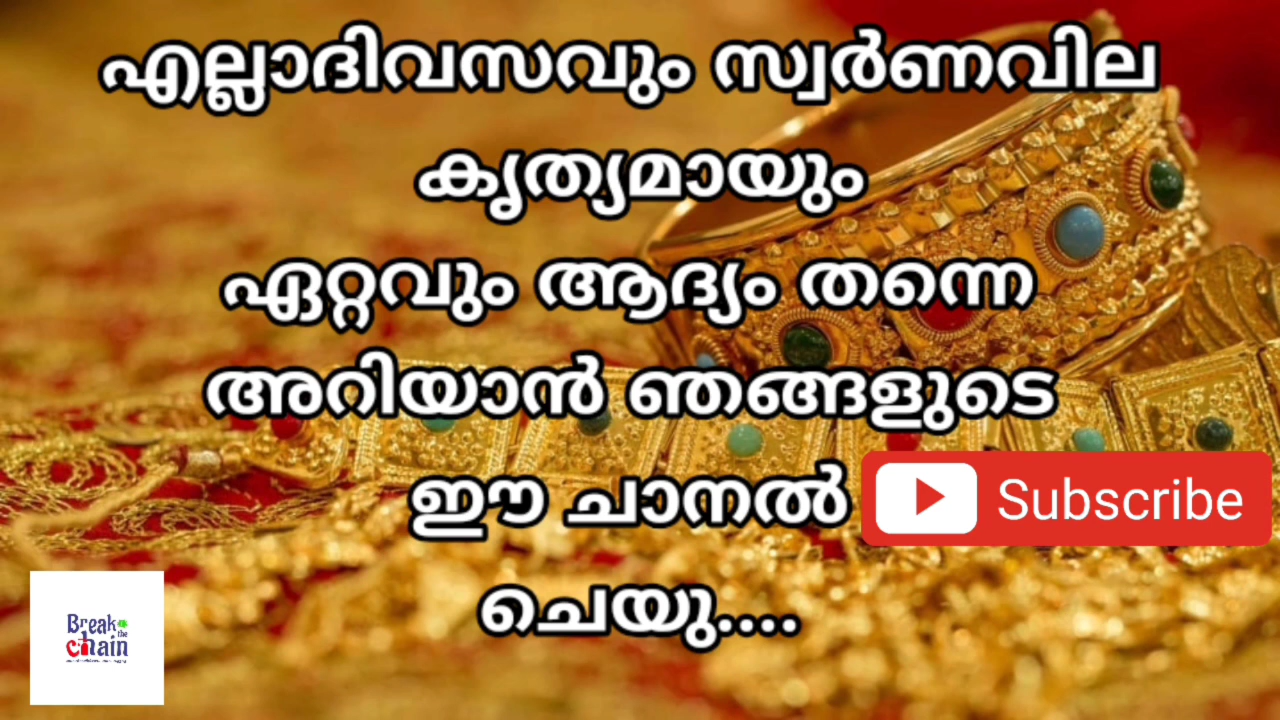 എല്ലാദിവസവും സ്വർണവില
കൃത്യമായും
ഏറ്റവും ആദ്യം തന്നെ
അറിയാൻ ഞങ്ങളുടെ
ഈ ചാനൽ Subscribe
ചെയു....
Break
the
chain